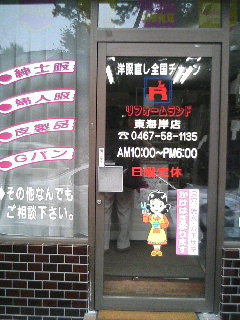 紳士服
婦人服
皮製品
Gパン
その他なんでも
ご相談下さい。
洋服直し全国チェーン
リフォームランド
東海岸店
☎0467-58-1135
AM10:00〜PM6:00
日曜定休